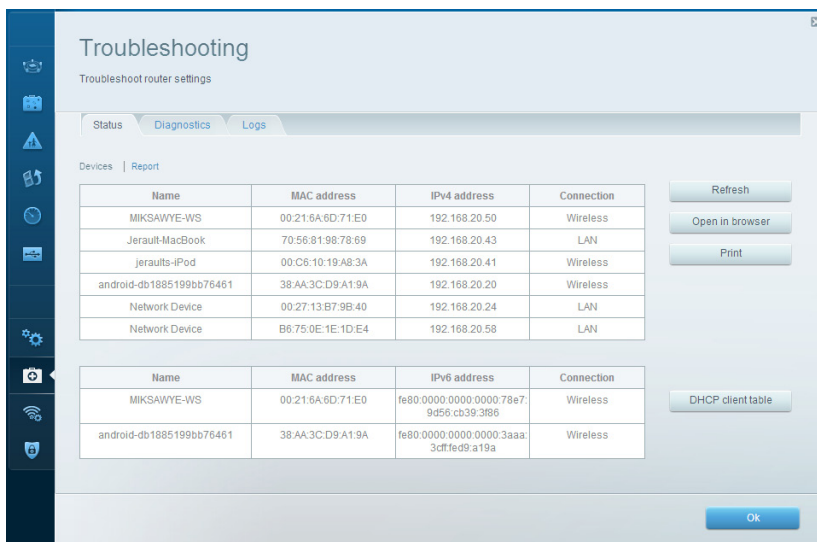 Troubleshooting
Troubleshoot router settings
Status Diagnostics Logs
Devices | Report
Name MAC address IPv4 address Connection
MIKSAWYE-WS 00:21:6A:6D:71:E0 192.168.20.50 Wireless
Jerault-MacBook 70:56:81:98:78:69 192.168.20.43 LAN
jeraults-iPod 00:C6:10:19:A8:3A 192.168.20.41 Wireless
android-db1885199bb76461 38:AA:3C:D9:A1:9A 192.168.20.20 Wireless
Network Device 00:27:13:B7:9B:40 192.168.20.24 LAN
Network Device B6:75:0E:1E:1D:E4 192.168.20.58 LAN
Refresh
Open in browser
Print
Name MAC address IPv6 address Connection
MIKSAWYE-WS 00:21:6A:6D:71:E0 fe80:0000:0000:0000:78e7: Wireless
9d56:cb39:3f86
android-db1885199bb76461 38:AA:3C:D9:A1:9A fe80:0000:0000:0000:3aaa: Wireless
3cff:fed9:a19a
DHCP client table
Ok